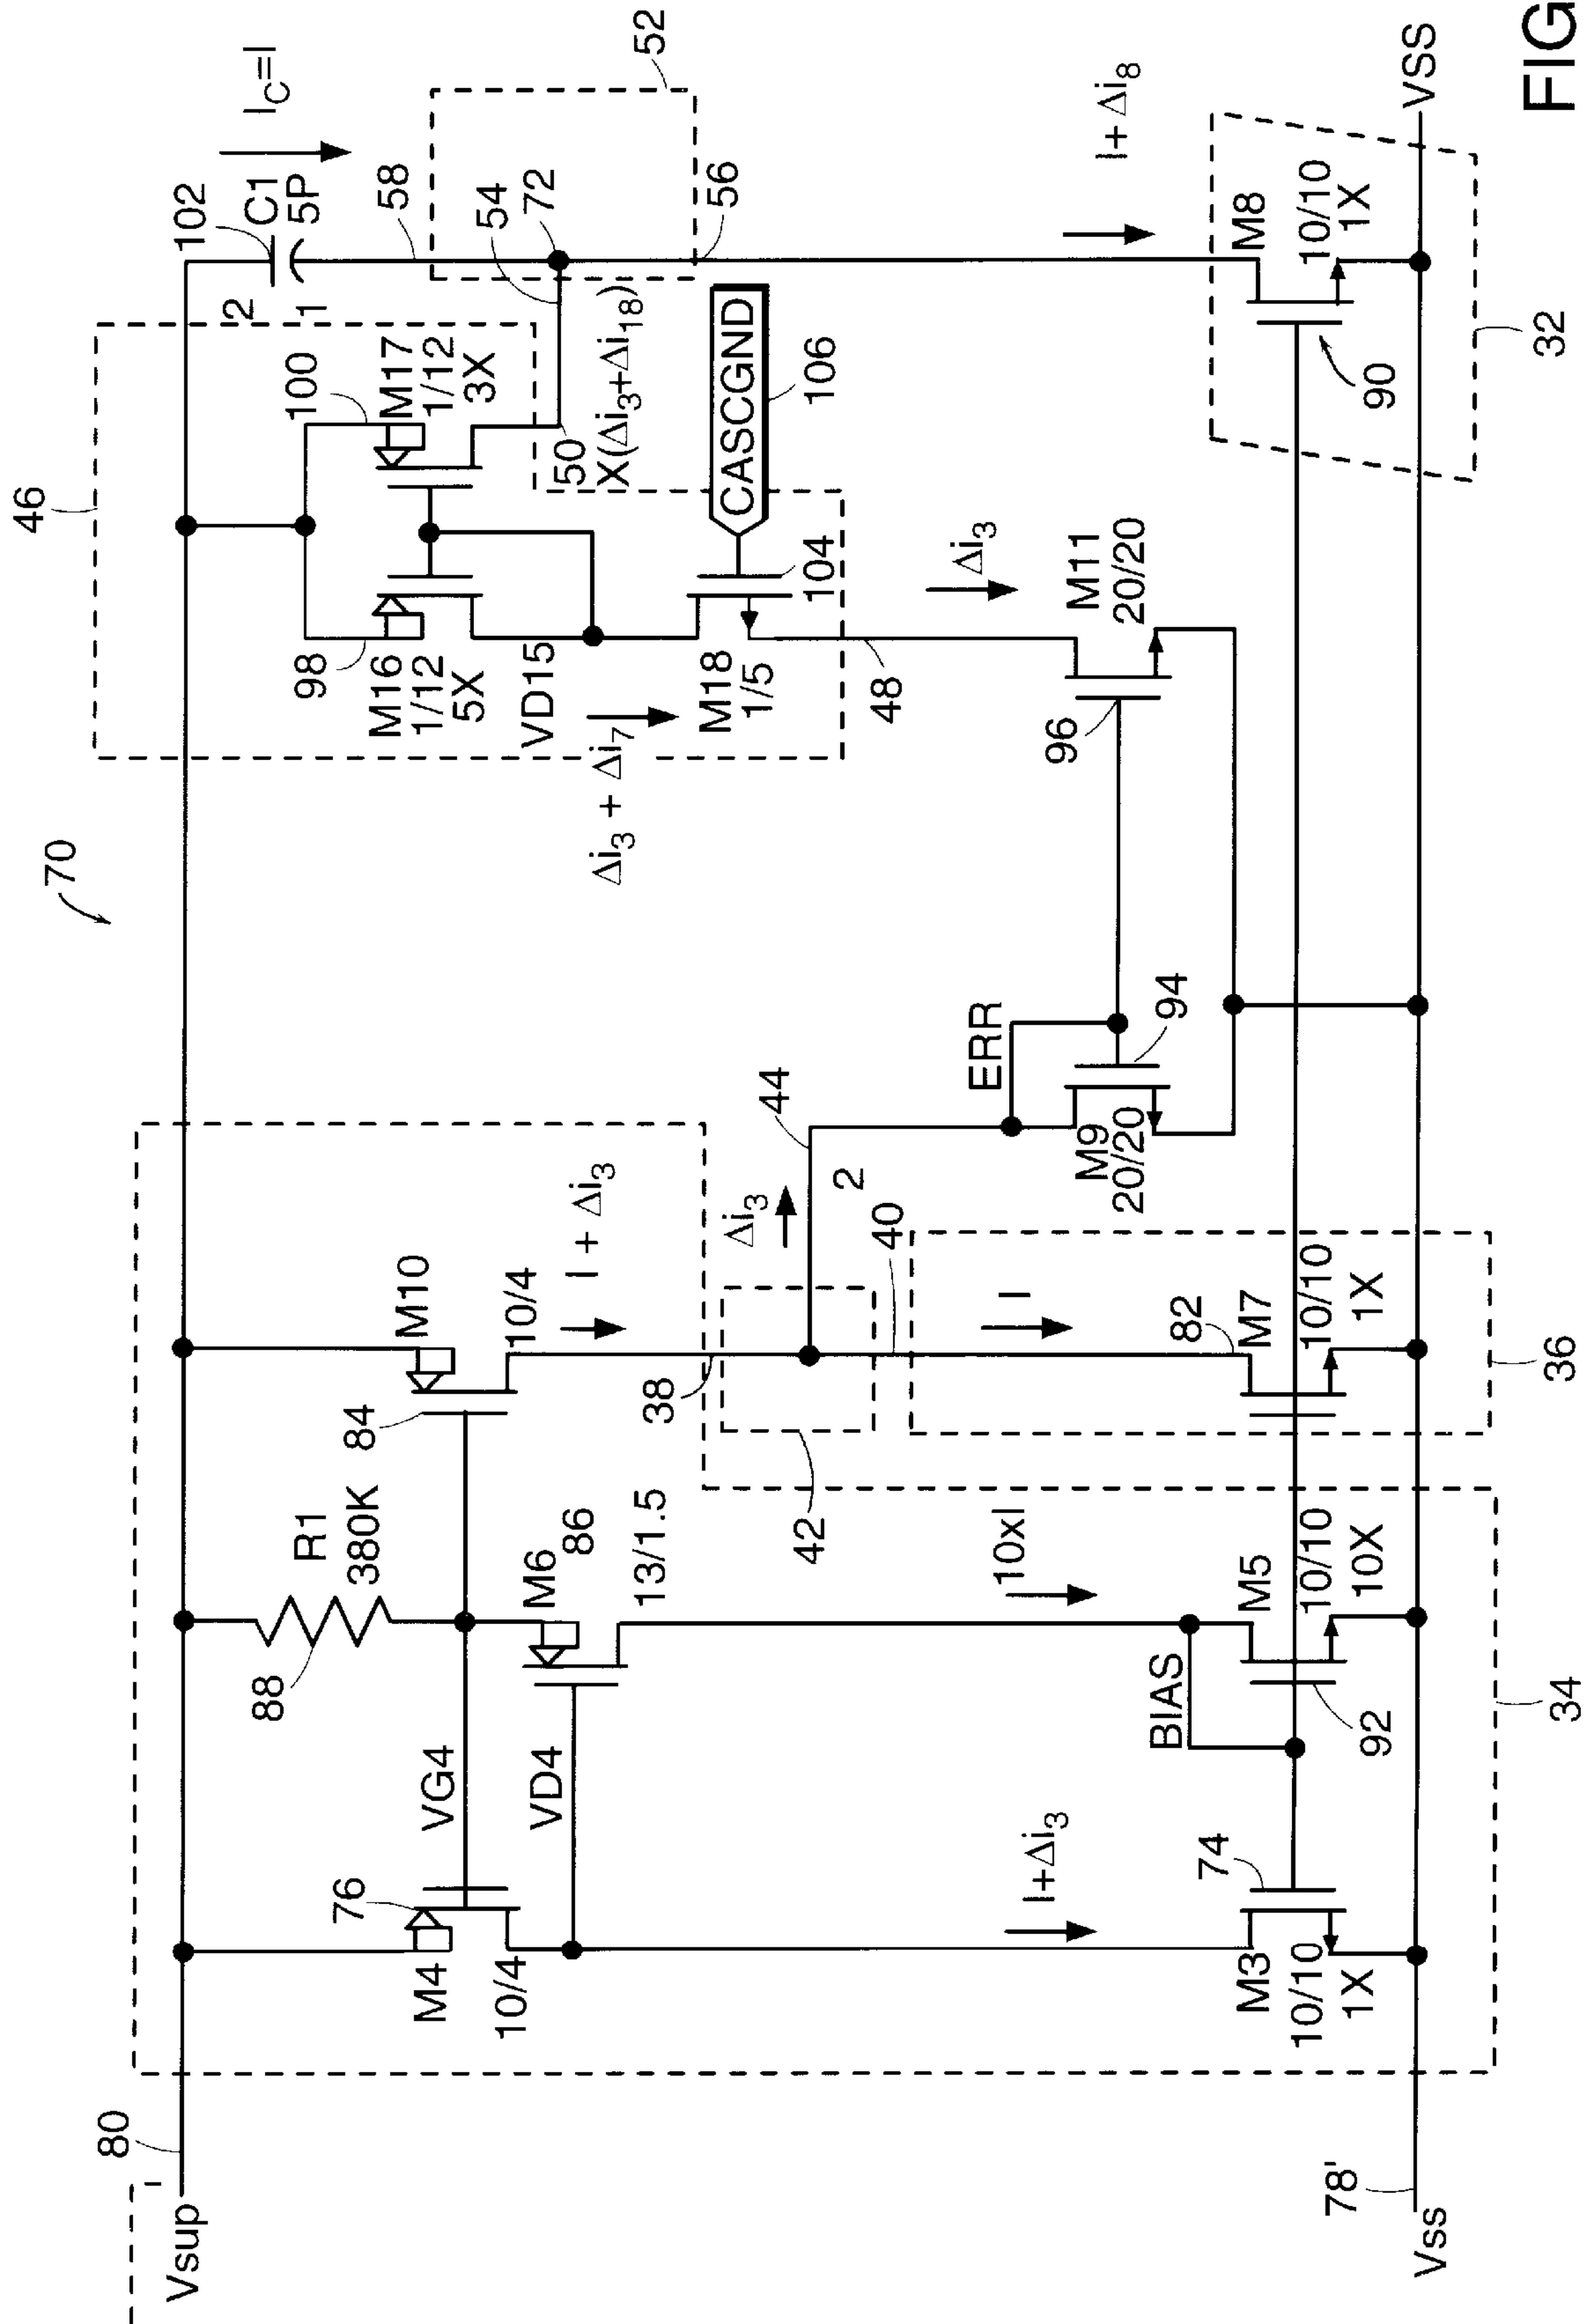 70
80
Vsup
Vss
78'
VSS
FIG
34
36
32
46
52
M4
10/4
76
VG4
VD4
R1
380K
88
M6
86
13/1.5
M10
84
10/4
I + Δi3
38
42
Δi3
44
2
40
I
82
M7
10/10
1X
I+Δi3
74
M3
10/10
1X
10xI
BIAS
M5
10/10
10X
92
ERR
M9
20/20
94
96
M11
20/20
Δi3
48
98
M16
1/12
5X
VD15
Δi3 + Δi7
M18
1/5
104
100
M17
1/12
3X
50
X(Δi3+Δi18)
CASCGND
106
102
C1
5P
2
1
IC=I
58
54
72
56
I+ Δi8
M8
10/10
1X
90